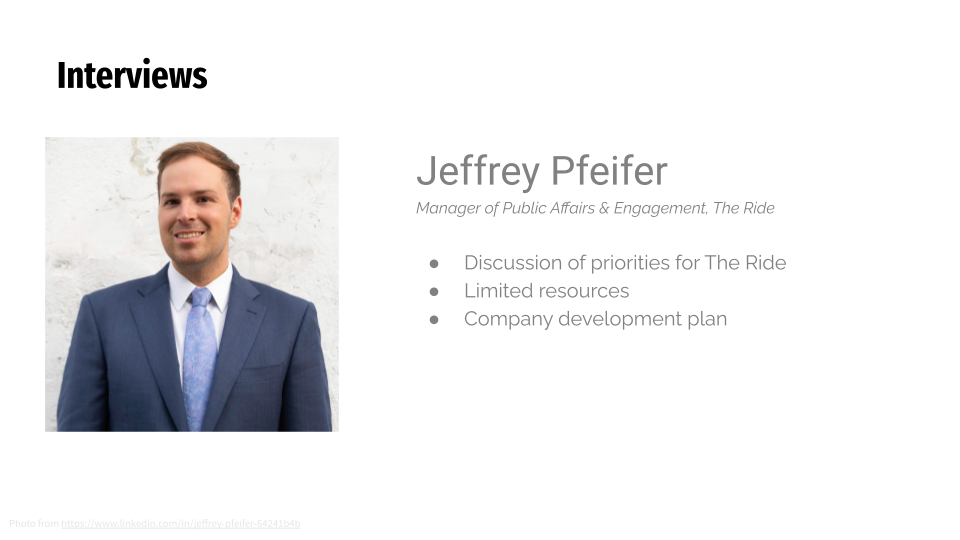 Interviews
Jeffrey Pfeifer
Manager of Public Affairs & Engagement, The Ride
● Discussion of priorities for The Ride
● Limited resources
● Company development plan
Photo from https://www.linkedin.com/in/jeffrey-pfeifer-54241b4b